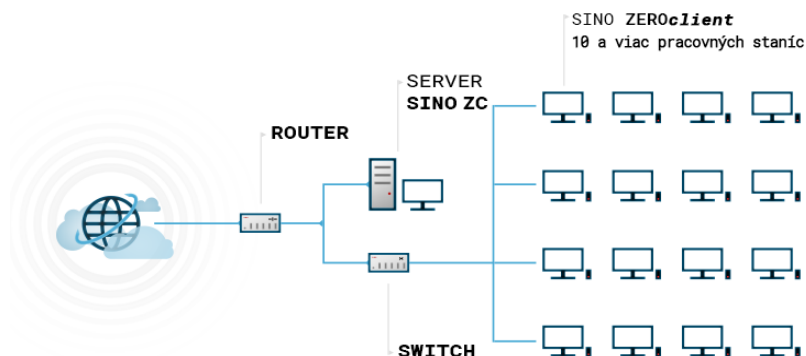 SINO ZEROclient
10 a viac pracovných staníc
SERVER
SINO ZC
ROUTER
SWITCH